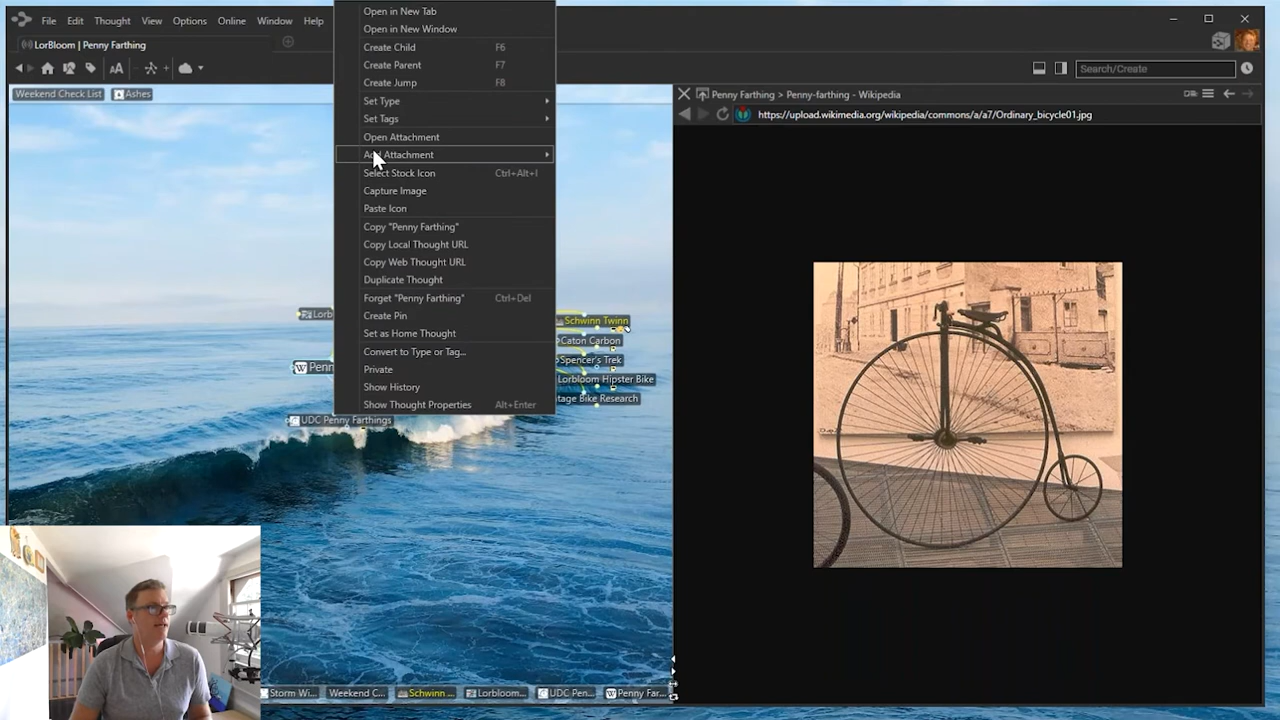 File Edit Thought View Options Online Window Help
LorBloom | Penny Farthing
AA
Search/Create
Weekend Check List Ashes
Open in New Tab
Open in New Window
Create Child F6
Create Parent F7
Create Jump F8
Set Type
Set Tags
Open Attachment
Add Attachment
Select Stock Icon Ctrl+Alt+I
Capture Image
Paste Icon
Copy "Penny Farthing"
Copy Local Thought URL
Copy Web Thought URL
Duplicate Thought
Forget "Penny Farthing" Ctrl+Del
Create Pin
Set as Home Thought
Convert to Type or Tag...
Private
Show History
Show Thought Properties Alt+Enter
Penny Farthing > Penny-farthing - Wikipedia
https://upload.wikimedia.org/wikipedia/commons/a/a7/Ordinary_bicycle01.jpg
Lorb
W Penn
UDC Penny Farthings
Schwinn Twinn
Caton Carbon
Spencer's Trek
Lorbloom Hipster Bike
tage Bike Research
Storm Wi... Weekend C... Schwinn ... Lorbloom... UDC Pen... W Penny Far...